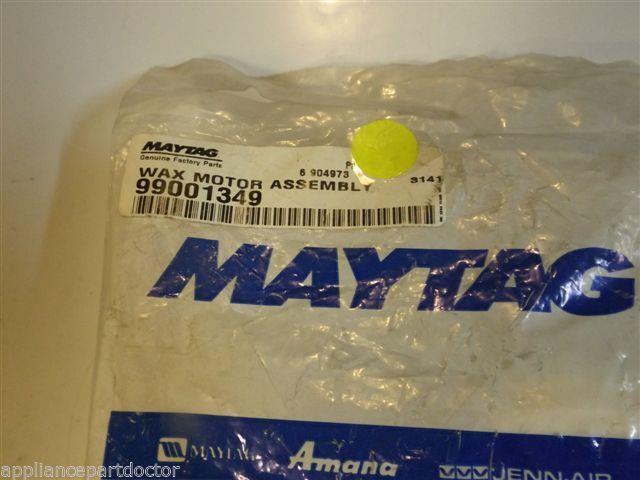 MAYTAG
Genuine Factory Parts
6 904973
WAX MOTOR ASSEMBLY 3141
99001349
MAYTAG
MAYTAG Amana JENN-AIR
appliancepartdoctor